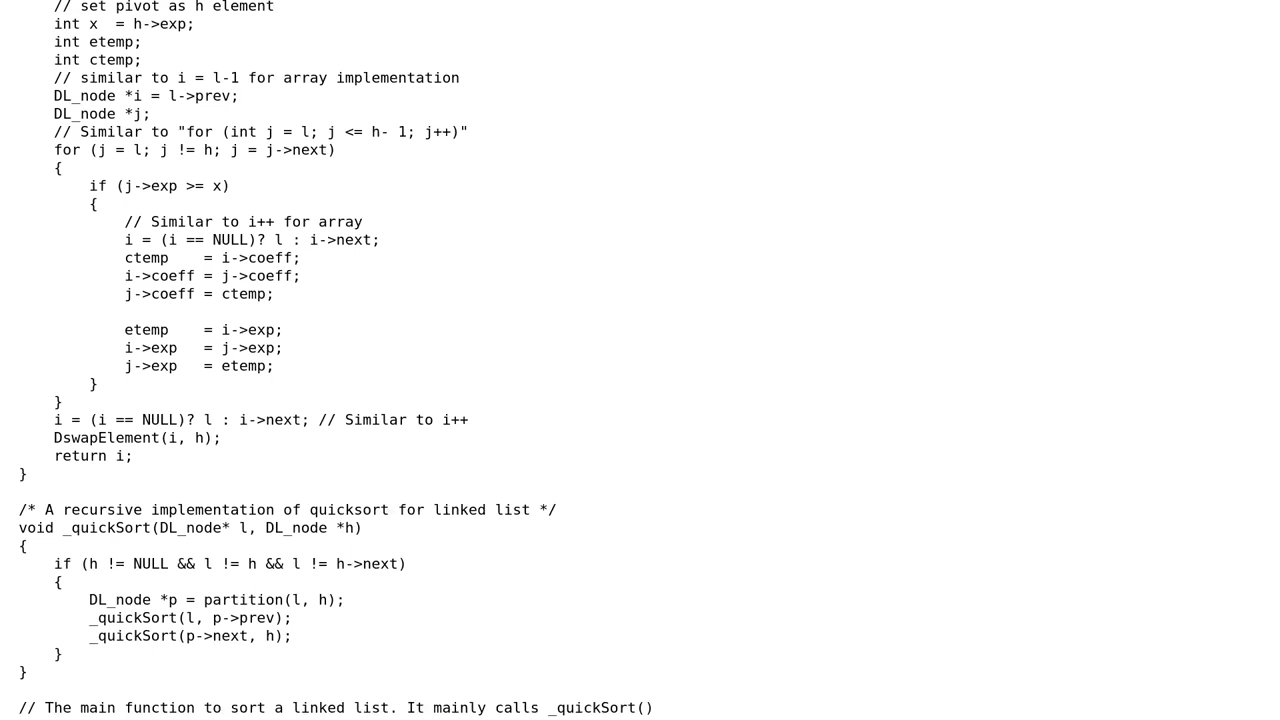 // set pivot as h element
    int x  = h->exp;
    int etemp;
    int ctemp;
    // similar to i = l-1 for array implementation
    DL_node *i = l->prev;
    DL_node *j;
    // Similar to "for (int j = l; j <= h- 1; j++)"
    for (j = l; j != h; j = j->next)
    {
        if (j->exp >= x)
        {
            // Similar to i++ for array
            i = (i == NULL)? l : i->next;
            ctemp    = i->coeff;
            i->coeff = j->coeff;
            j->coeff = ctemp;

            etemp    = i->exp;
            i->exp   = j->exp;
            j->exp   = etemp;
        }
    }
    i = (i == NULL)? l : i->next; // Similar to i++
    DswapElement(i, h);
    return i;
}

/* A recursive implementation of quicksort for linked list */
void _quickSort(DL_node* l, DL_node *h)
{
    if (h != NULL && l != h && l != h->next)
    {
        DL_node *p = partition(l, h);
        _quickSort(l, p->prev);
        _quickSort(p->next, h);
    }
}

// The main function to sort a linked list. It mainly calls _quickSort()